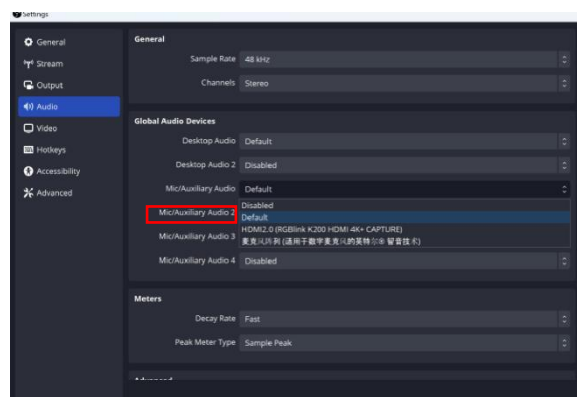 Settings
General
Stream
Output
Audio
Video
Hotkeys
Accessibility
Advanced
General
Sample Rate 48 kHz
Channels Stereo
Global Audio Devices
Desktop Audio Default
Desktop Audio 2 Disabled
Mic/Auxiliary Audio Default
Disabled
Mic/Auxiliary Audio 2
Default
HDMI2.0 (RGBlink K200 HDMI 4K+ CAPTURE)
Mic/Auxiliary Audio 3
麦克风阵列 (适用于数字麦克风的英特尔® 智音技术)
Mic/Auxiliary Audio 4 Disabled
Meters
Decay Rate Fast
Peak Meter Type Sample Peak